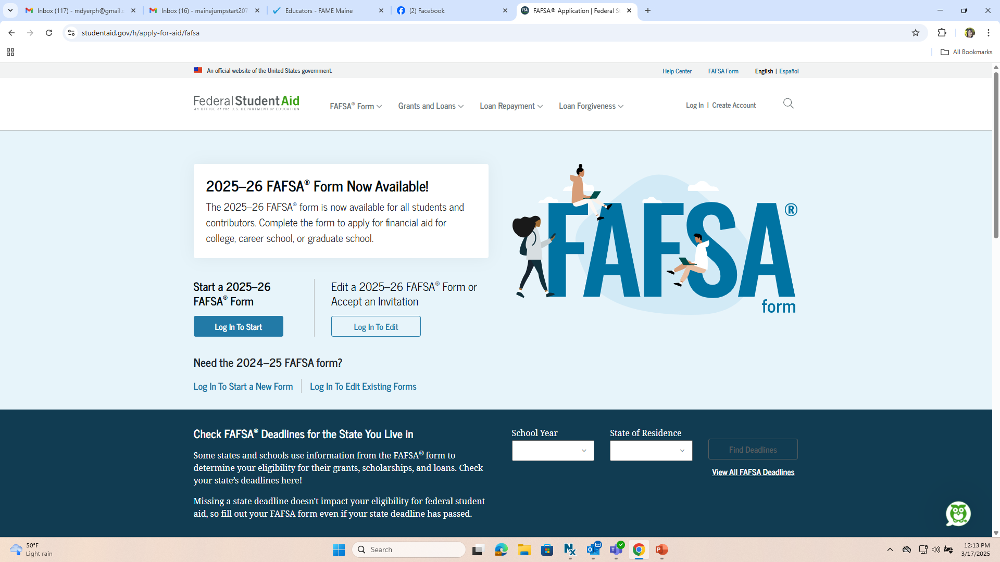 Inbox (117) - mdyerph@gmail.c
Inbox (16) - mainejumpstart207
Educators - FAME Maine
(2) Facebook
FSA
FAFSA® Application | Federal S
studentaid.gov/h/apply-for-aid/fafsa
All Bookmarks
An official website of the United States government.
Help Center
FAFSA Form
English | Español
Federal Student Aid
An OFFICE of the U.S. DEPARTMENT of EDUCATION
FAFSA® Form
Grants and Loans
Loan Repayment
Loan Forgiveness
Log In | Create Account
2025–26 FAFSA® Form Now Available!
The 2025–26 FAFSA® form is now available for all students and
contributors. Complete the form to apply for financial aid for
college, career school, or graduate school.
FAFSA®
form
Start a 2025–26
FAFSA® Form
Log In To Start
Edit a 2025–26 FAFSA® Form or
Accept an Invitation
Log In To Edit
Need the 2024–25 FAFSA form?
Log In To Start a New Form
Log In To Edit Existing Forms
Check FAFSA® Deadlines for the State You Live in
Some states and schools use information from the FAFSA® form to
determine your eligibility for their grants, scholarships, and loans. Check
your state’s deadlines here!
Missing a state deadline doesn't impact your eligibility for federal student
aid, so fill out your FAFSA form even if your state deadline has passed.
School Year
State of Residence
Find Deadlines
View All FAFSA Deadlines
50°F
Light rain
Search
12:13 PM
3/17/2025